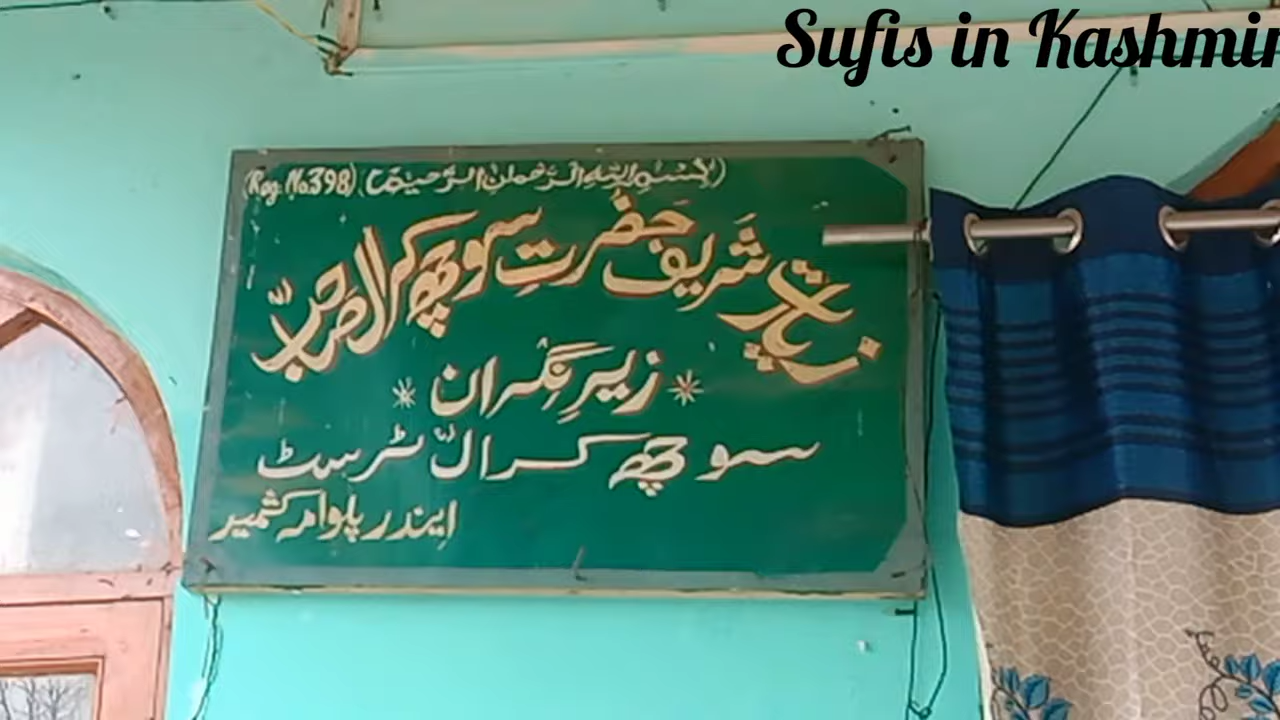 Sufis in Kashmir
(Reg. No 398) (بسم اللہ الرحمٰن الرحیم)
شریف حضرتِ سوچھ کرال صاحبؒ
* زیرِ نگران *
سوچھ کرالؒ ٹرسٹ
ایندر پلوامہ کشمیر